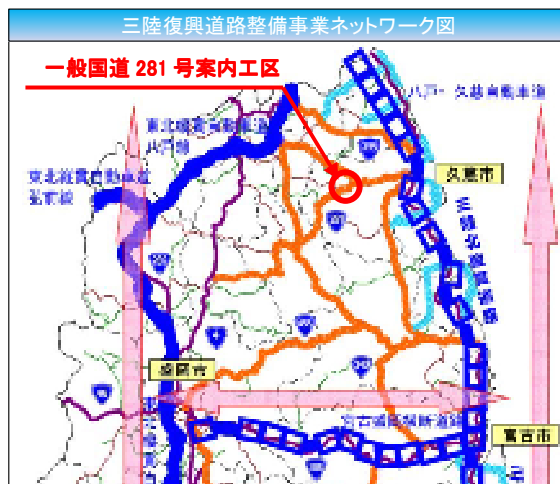 三陸復興道路整備事業ネットワーク図
一般国道 281 号案内工区
八戸・久慈自動車道
東北縦貫自動車道
八戸線
東北縦貫自動車道
弘前線
久慈市
三陸縦貫自動車道
盛岡市
宮古盛岡横断道路
宮古市